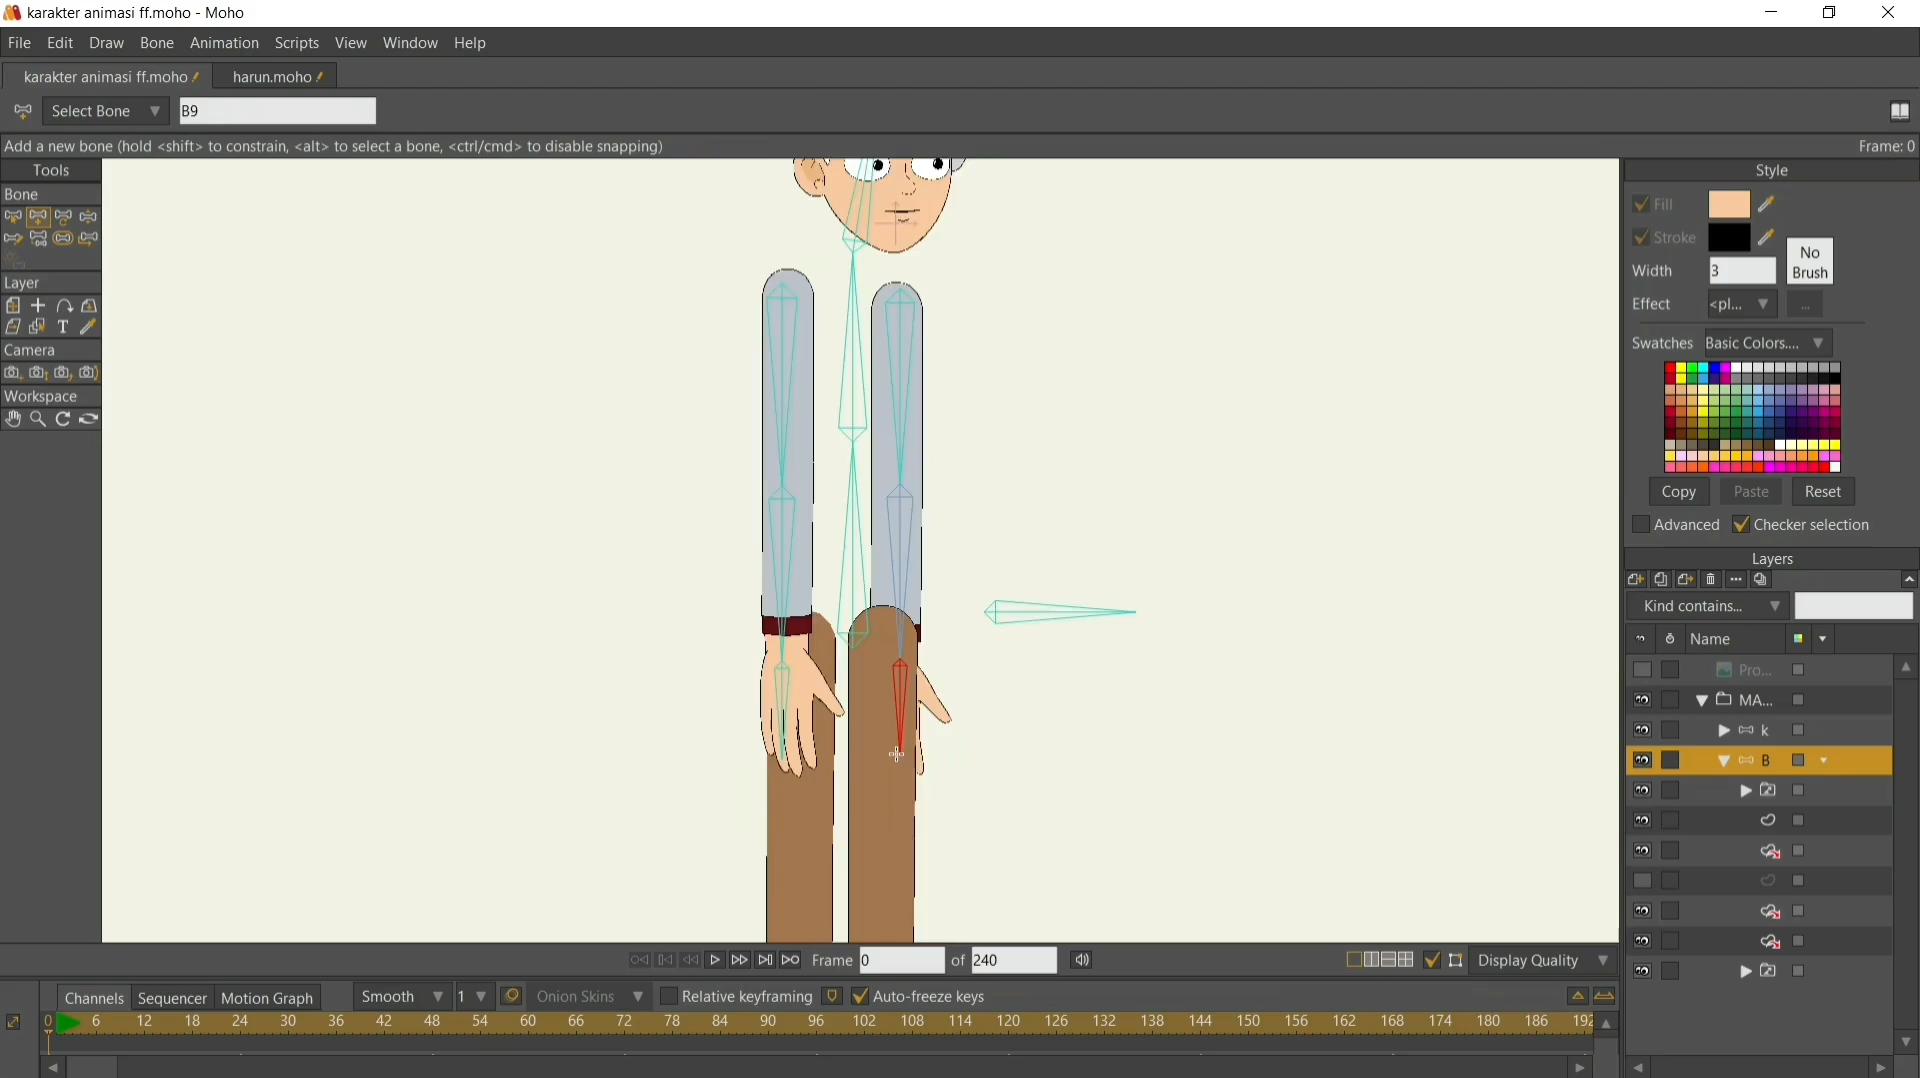 karakter animasi ff.moho - Moho
File Edit Draw Bone Animation Scripts View Window Help
karakter animasi ff.moho harun.moho
Select Bone B9
Add a new bone (hold <shift> to constrain, <alt> to select a bone, <ctrl/cmd> to disable snapping) Frame: 0
Tools
Bone
Layer
Camera
Workspace
Style
Fill
Stroke
No
Brush
Width 3
Effect <pl... ...
Swatches Basic Colors....
Copy Paste Reset
Advanced Checker selection
Layers
Kind contains...
Name
Pro...
MA...
k
B
Frame 0 of 240 Display Quality
Channels Sequencer Motion Graph Smooth 1 Onion Skins Relative keyframing Auto-freeze keys
0 6 12 18 24 30 36 42 48 54 60 66 72 78 84 90 96 102 108 114 120 126 132 138 144 150 156 162 168 174 180 186 192